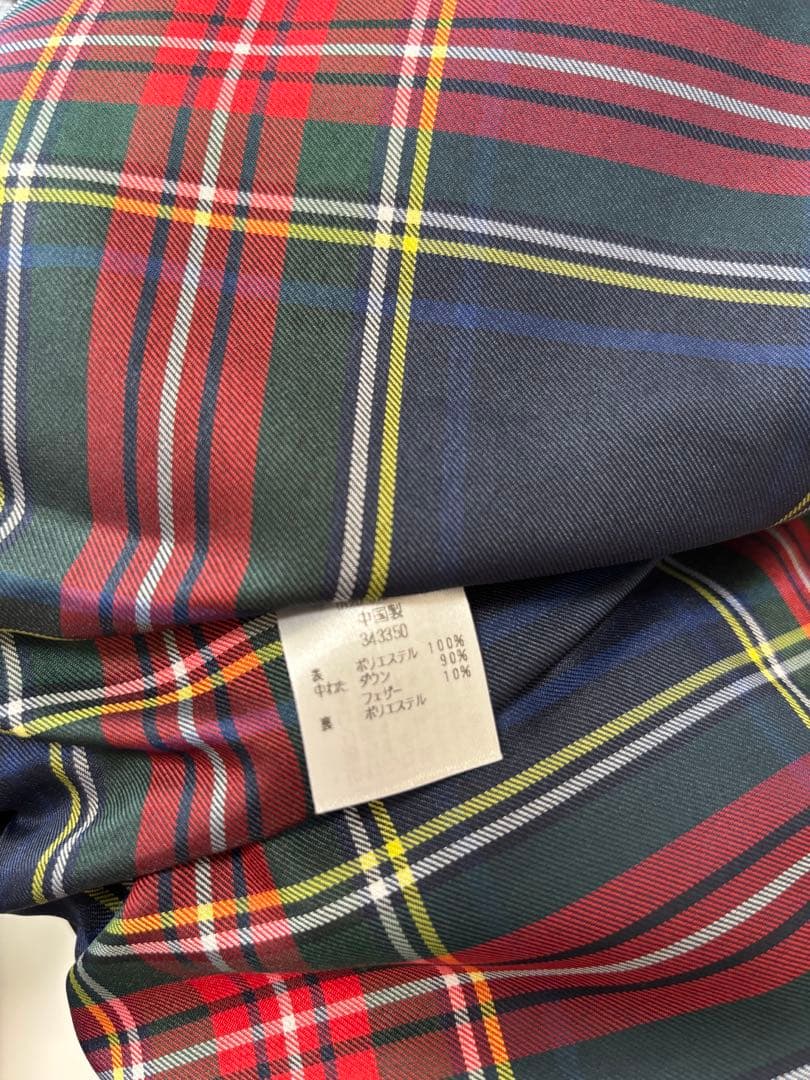 中国製
343350
表 ポリエステル 100%
中わた ダウン 90%
フェザー 10%
裏 ポリエステル